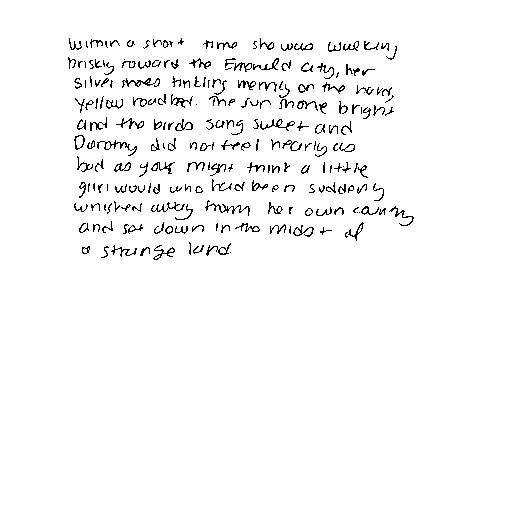 Within a short time she was walking
briskly toward the Emerald City, her
silver shoes tinkling merrily on the hard,
yellow roadbed. The sun shone bright
and the birds sang sweet and
Dorothy did not feel nearly as
bad as you might think a little
girl would who had been suddenly
whisked away from her own country
and set down in the midst of
a strange land